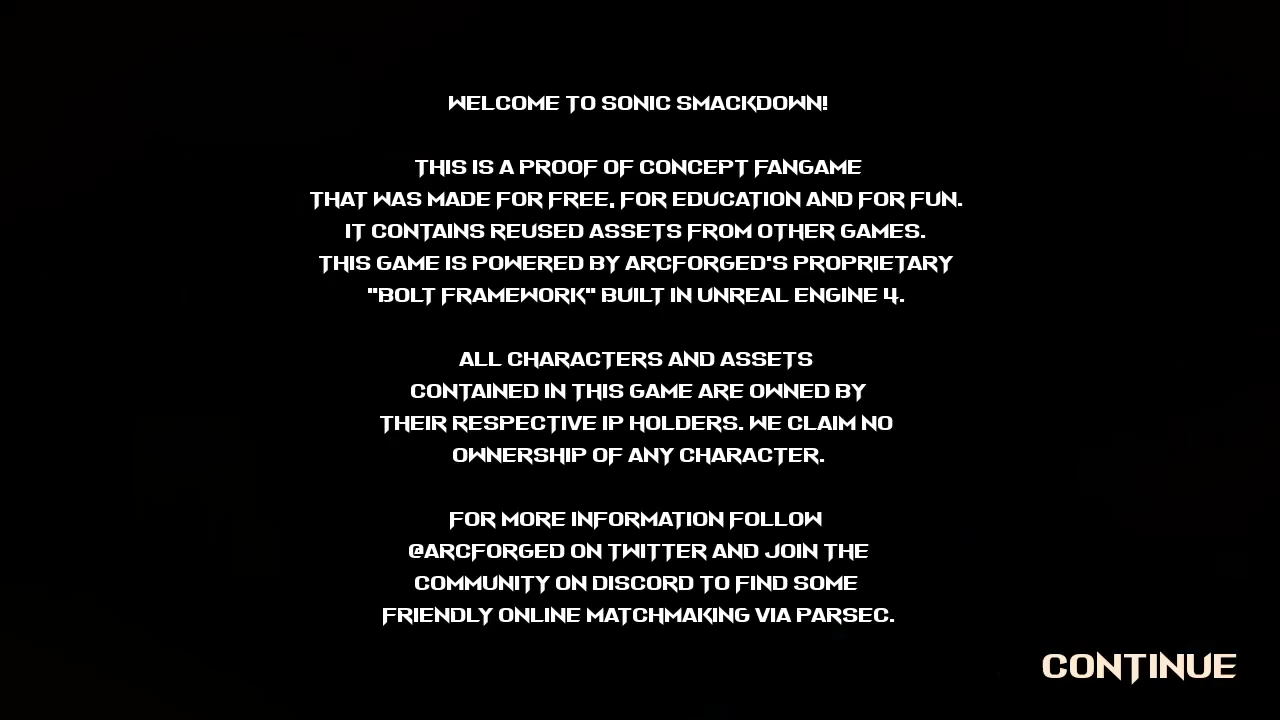 WELCOME TO SONIC SMACKDOWN!
THIS IS A PROOF OF CONCEPT FANGAME
THAT WAS MADE FOR FREE, FOR EDUCATION AND FOR FUN.
IT CONTAINS REUSED ASSETS FROM OTHER GAMES.
THIS GAME IS POWERED BY ARCFORGED'S PROPRIETARY
"BOLT FRAMEWORK" BUILT IN UNREAL ENGINE 4.
ALL CHARACTERS AND ASSETS
CONTAINED IN THIS GAME ARE OWNED BY
THEIR RESPECTIVE IP HOLDERS. WE CLAIM NO
OWNERSHIP OF ANY CHARACTER.
FOR MORE INFORMATION FOLLOW
@ARCFORGED ON TWITTER AND JOIN THE
COMMUNITY ON DISCORD TO FIND SOME
FRIENDLY ONLINE MATCHMAKING VIA PARSEC.
CONTINUE